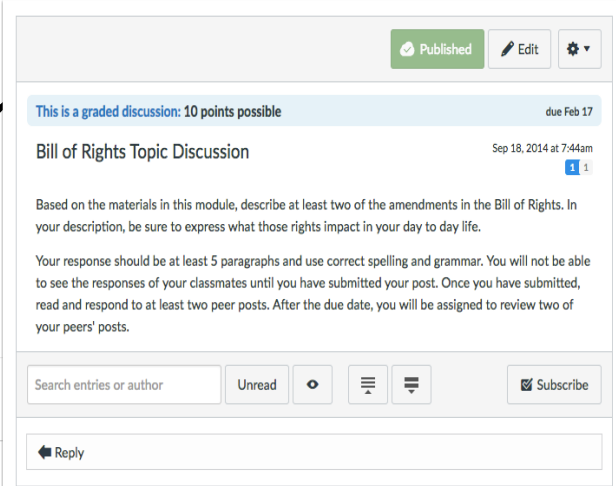 Published Edit
This is a graded discussion: 10 points possible due Feb 17
Bill of Rights Topic Discussion Sep 18, 2014 at 7:44am
1 1
Based on the materials in this module, describe at least two of the amendments in the Bill of Rights. In
your description, be sure to express what those rights impact in your day to day life.
Your response should be at least 5 paragraphs and use correct spelling and grammar. You will not be able
to see the responses of your classmates until you have submitted your post. Once you have submitted,
read and respond to at least two peer posts. After the due date, you will be assigned to review two of
your peers' posts.
Search entries or author Unread Subscribe
Reply